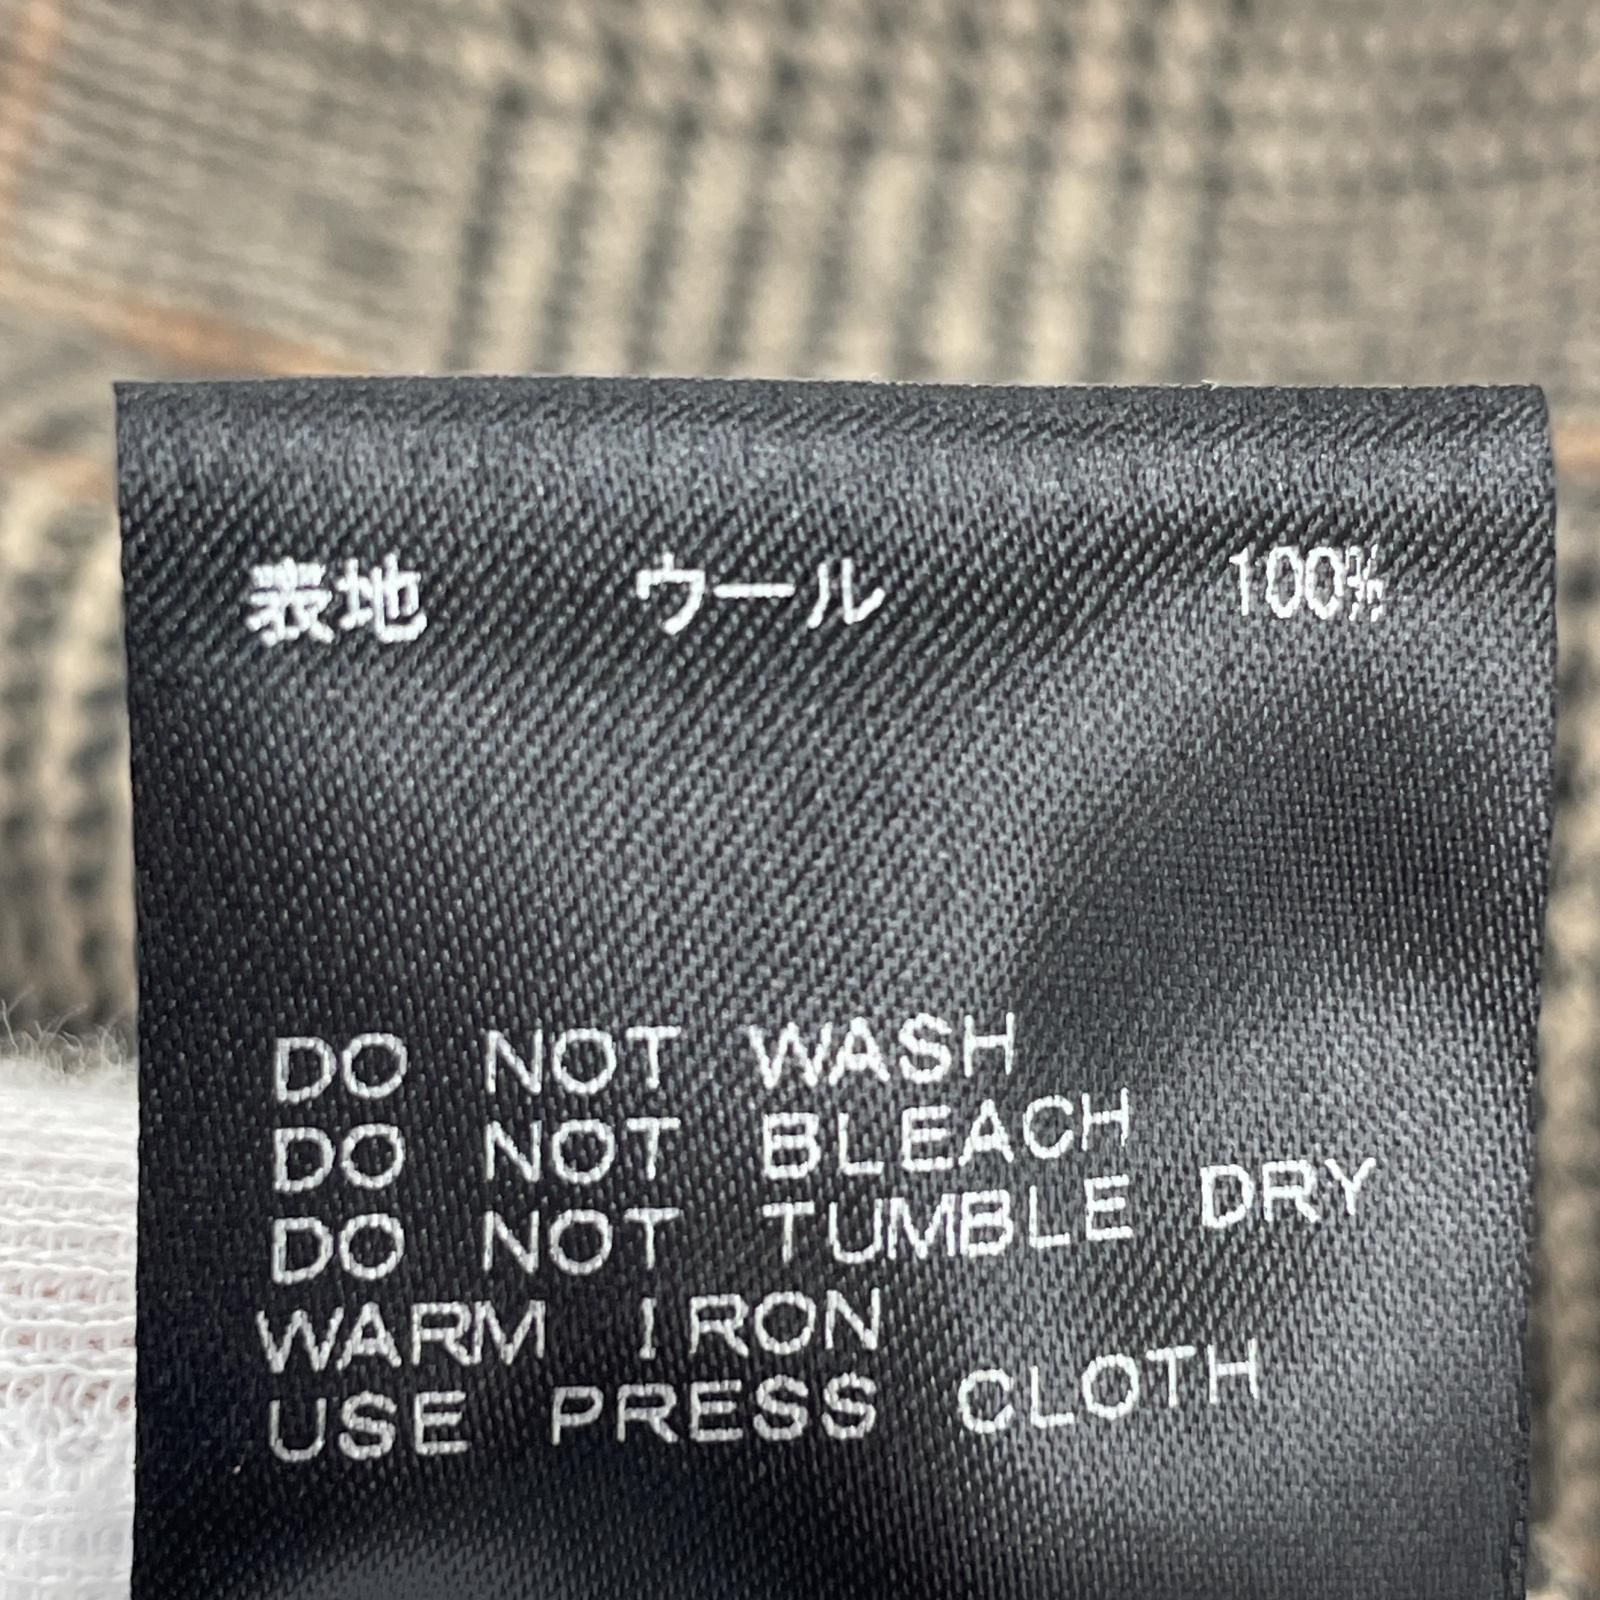 表地 ウール 100%
DO NOT WASH
DO NOT BLEACH
DO NOT TUMBLE DRY
WARM IRON
USE PRESS CLOTH